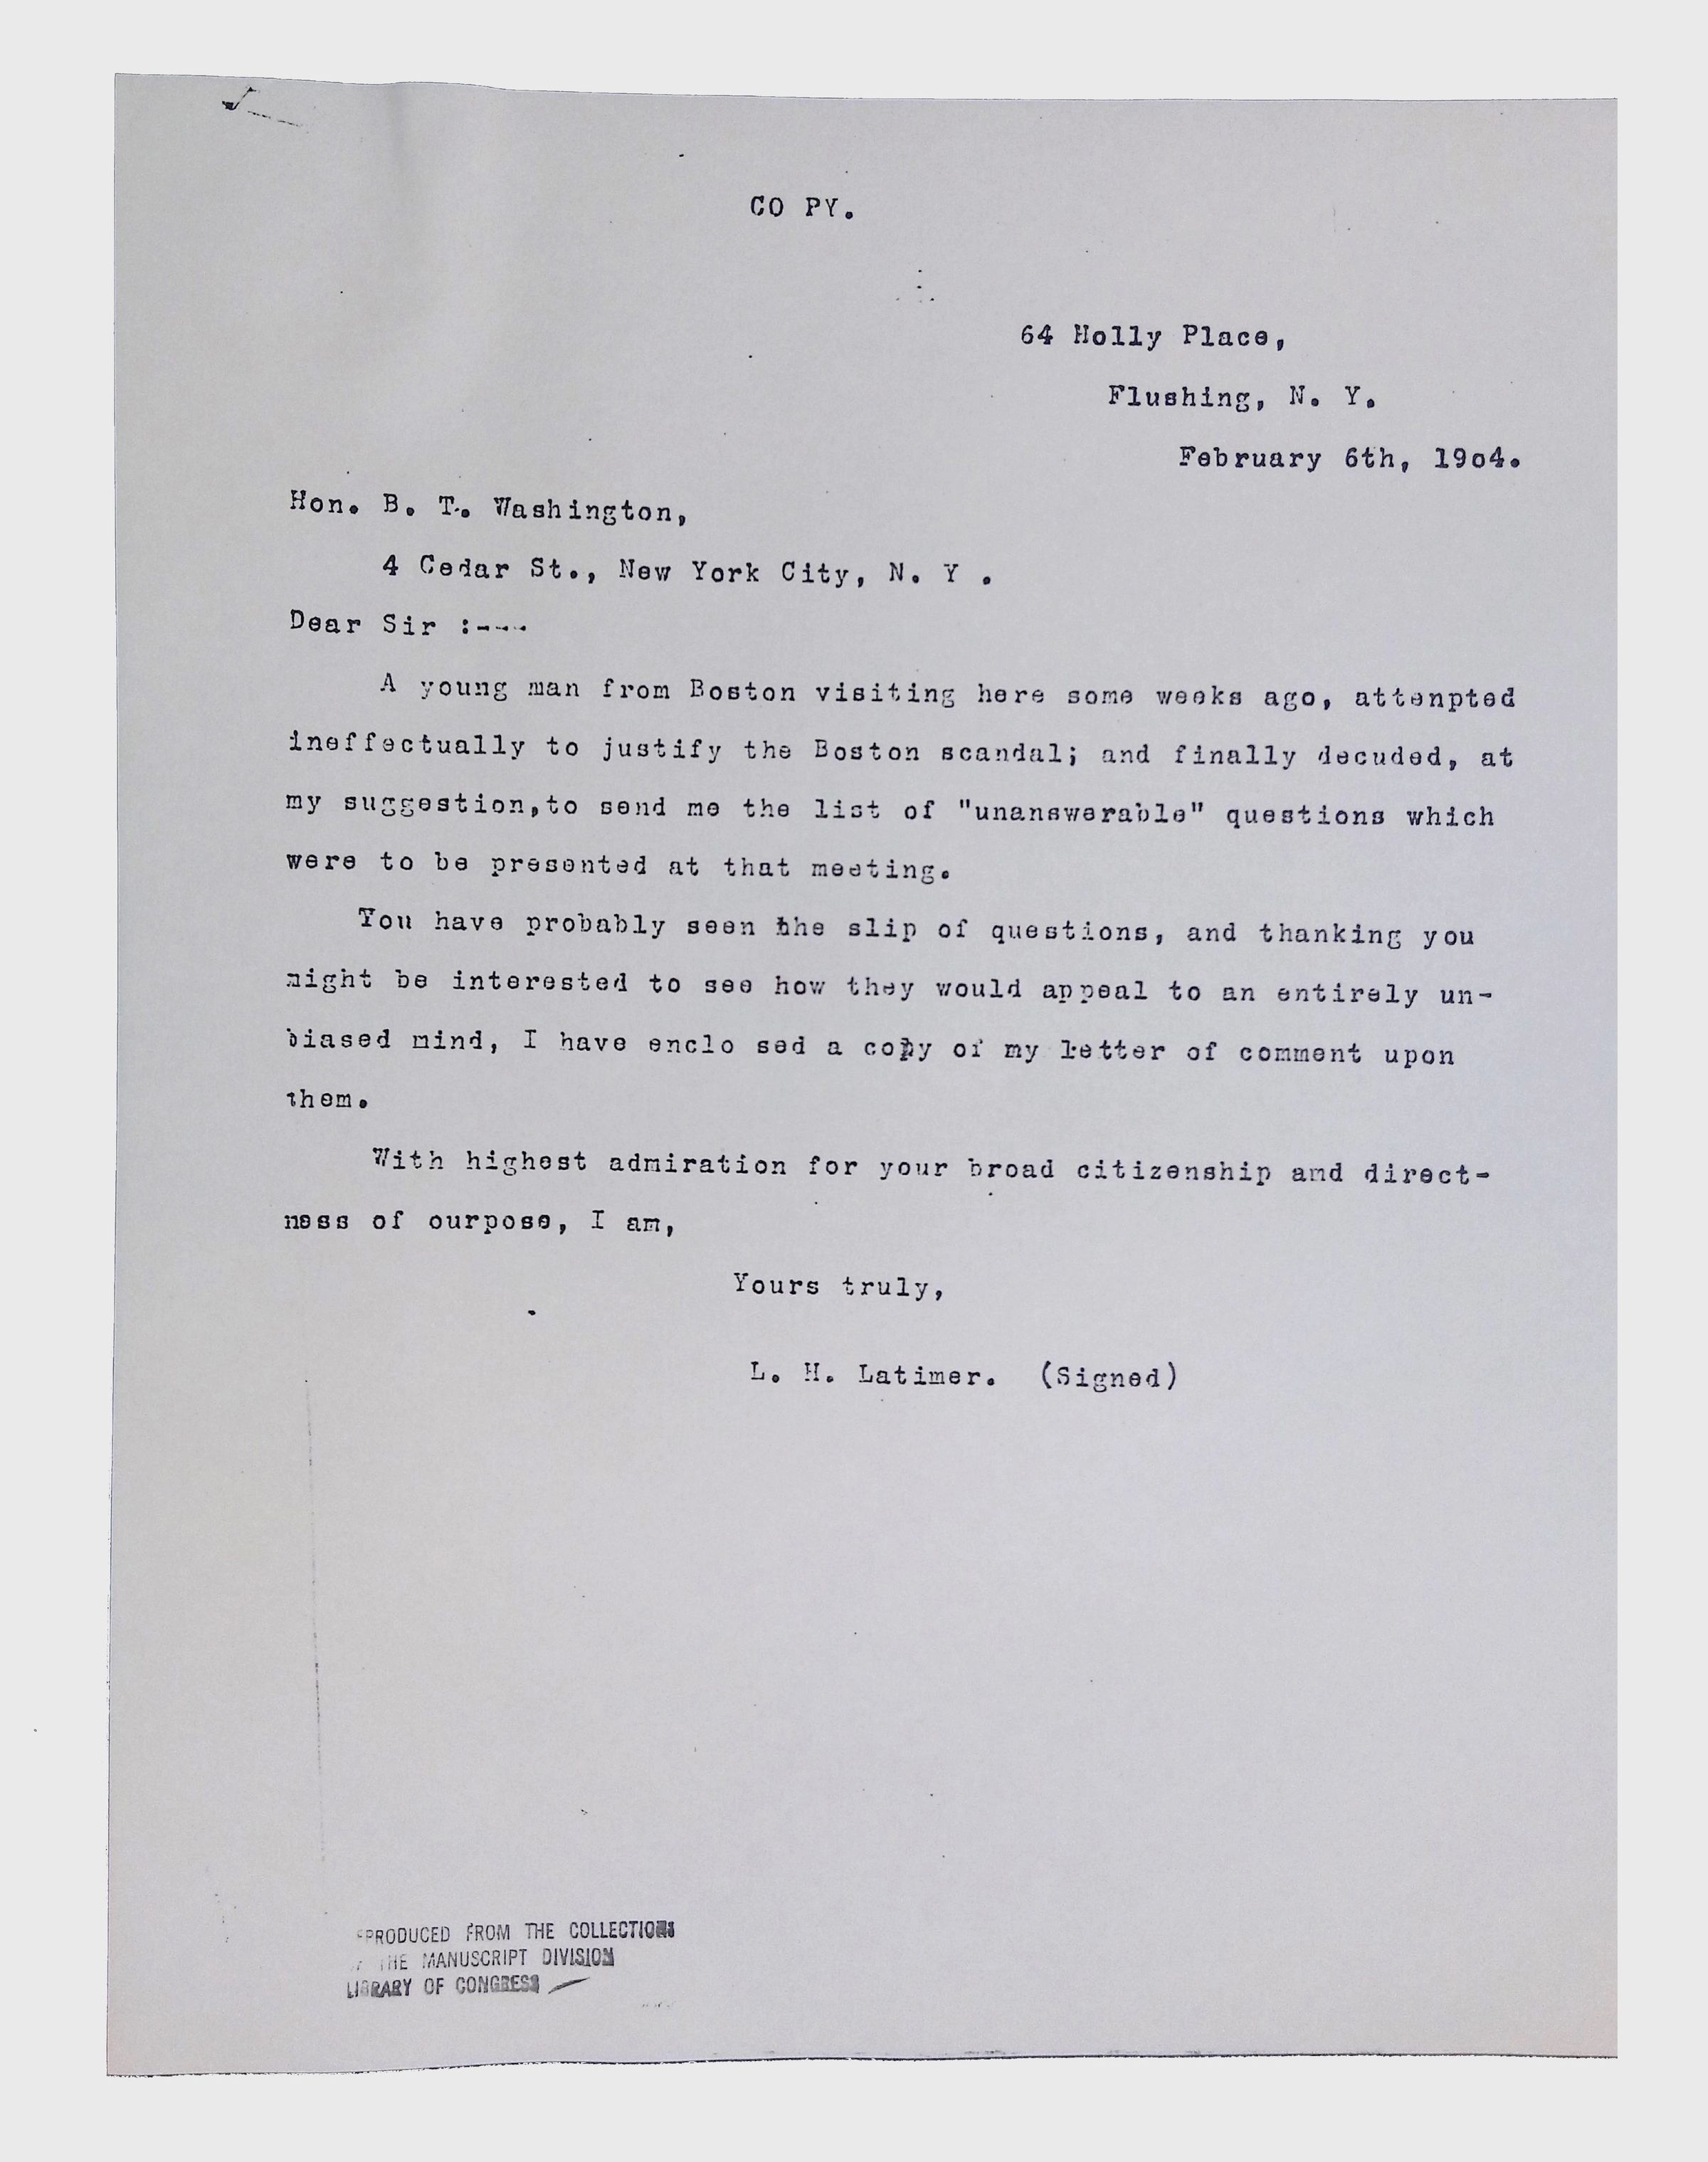 CO PY.
64 Holly Place,
Flushing, N. Y.
February 6th, 19o4.
Hon. B. T. Washington,
4 Cedar St., New York City, N. Y .
Dear Sir :---
A young man from Boston visiting here some weeks ago, attenpted
ineffectually to justify the Boston scandal; and finally decuded, at
my suggestion,to send me the list of "unanswerable" questions which
were to be presented at that meeting.
You have probably seen the slip of questions, and thanking you
might be interested to see how they would appeal to an entirely un-
biased mind, I have enclo sed a copy of my letter of comment upon
them.
With highest admiration for your broad citizenship and direct-
ness of ourpose, I am,
Yours truly,
L. H. Latimer. (Signed)
EPRODUCED FROM THE COLLECTIONS
THE MANUSCRIPT DIVISION
LIBRARY OF CONGRESS